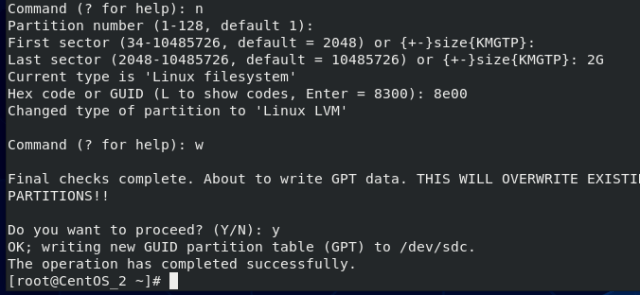 Command (? for help): n
Partition number (1-128, default 1):
First sector (34-10485726, default = 2048) or {+-}size{KMGTP}:
Last sector (2048-10485726, default = 10485726) or {+-}size{KMGTP}: 2G
Current type is 'Linux filesystem'
Hex code or GUID (L to show codes, Enter = 8300): 8e00
Changed type of partition to 'Linux LVM'
Command (? for help): w
Final checks complete. About to write GPT data. THIS WILL OVERWRITE EXISTI
PARTITIONS!!
Do you want to proceed? (Y/N): y
OK; writing new GUID partition table (GPT) to /dev/sdc.
The operation has completed successfully.
[root@CentOS_2 ~]#